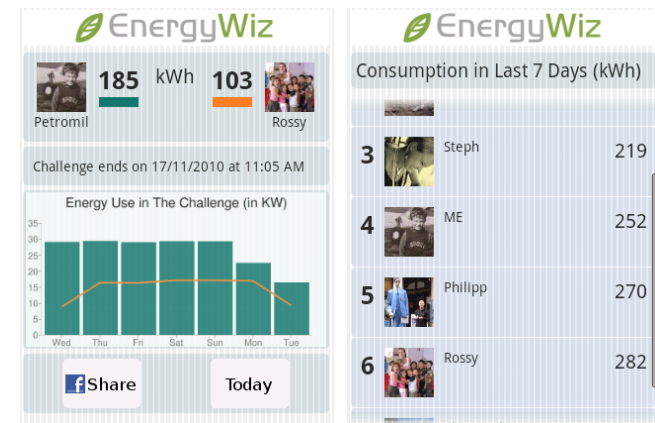 EnergyWiz
185 kWh 103
Petromil Rossy
Challenge ends on 17/11/2010 at 11:05 AM
Energy Use in The Challenge (in KW)
35
30
25
20
15
10
5
0
Wed Thu Fri Sat Sun Mon Tue
f Share Today
EnergyWiz
Consumption in Last 7 Days (kWh)
3 Steph 219
4 ME 252
5 Philipp 270
6 Rossy 282